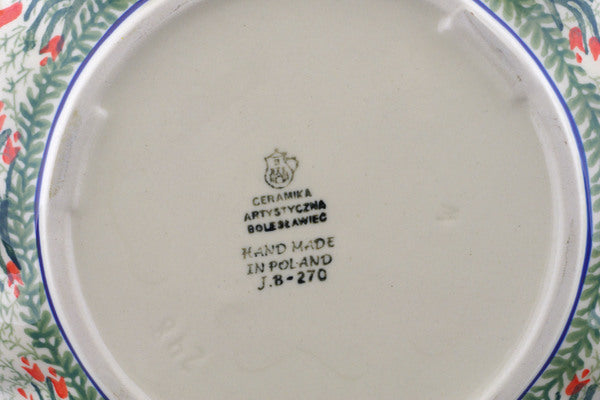 CERAMIKA
ARTYSTYCZNA
BOLESŁAWIEC
HAND MADE
IN POLAND
J.B-270